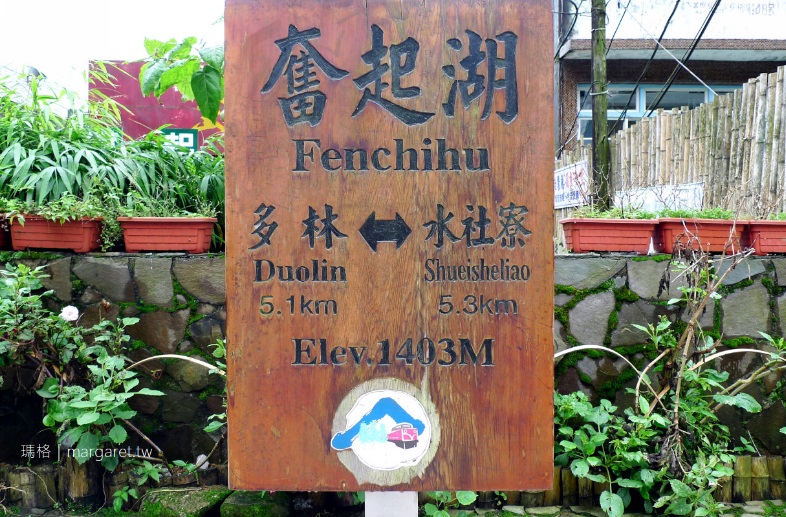 奮起湖
Fenchihu
多林 ↔ 水社寮
Duolin Shueisheliao
5.1km 5.3km
Elev.1403M
瑪格 | margaret.tw